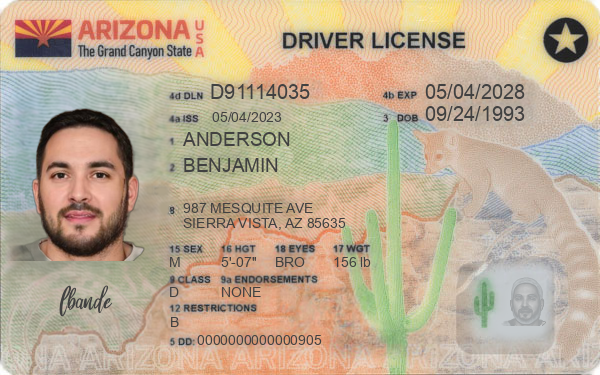 ARIZONA USA
The Grand Canyon State
DRIVER LICENSE
4d DLN D91114035
4b EXP 05/04/2028
4a ISS 05/04/2023
3 DOB 09/24/1993
1 ANDERSON
2 BENJAMIN
8 987 MESQUITE AVE
SIERRA VISTA, AZ 85635
15 SEX 16 HGT 18 EYES 17 WGT
M 5'-07" BRO 156 lb
9 CLASS 9a ENDORSEMENTS
D NONE
12 RESTRICTIONS
B
5 DD: 0000000000000905
lbande
ARIZONA ARIZONA ARIZONA ARIZONA